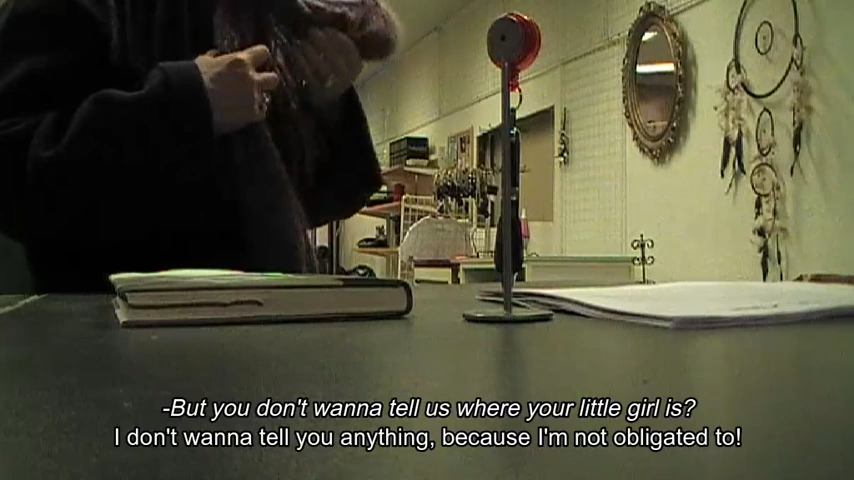 -But you don't wanna tell us where your little girl is?
I don't wanna tell you anything, because I'm not obligated to!